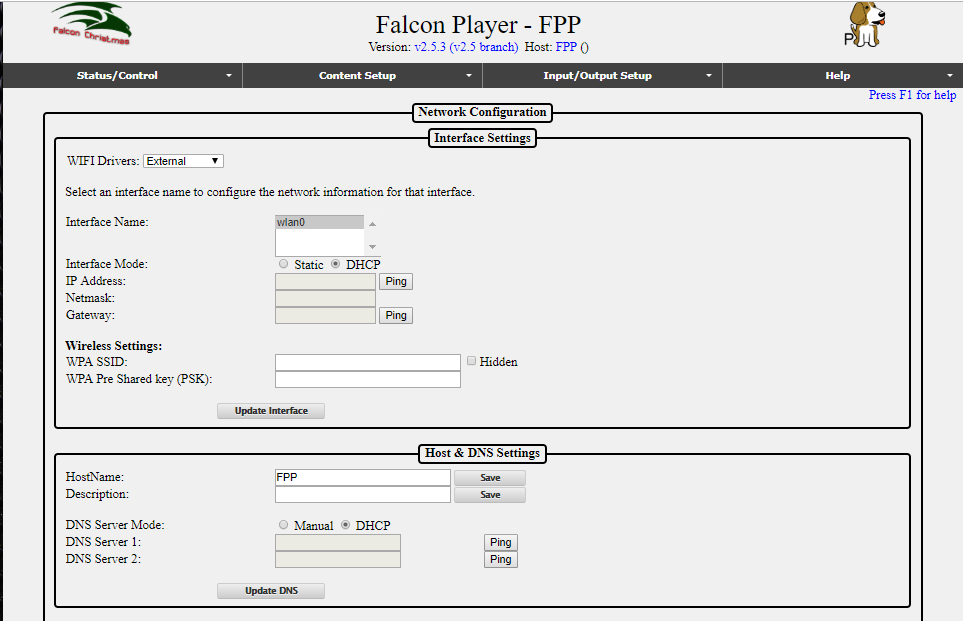 Falcon Christmas
Falcon Player - FPP
Version: v2.5.3 (v2.5 branch) Host: FPP ()
P
Status/Control Content Setup Input/Output Setup Help
Press F1 for help
Network Configuration
Interface Settings
WIFI Drivers: External
Select an interface name to configure the network information for that interface.
Interface Name: wlan0
Interface Mode: Static DHCP
IP Address: Ping
Netmask:
Gateway: Ping
Wireless Settings:
WPA SSID: Hidden
WPA Pre Shared key (PSK):
Update Interface
Host & DNS Settings
HostName: FPP Save
Description: Save
DNS Server Mode: Manual DHCP
DNS Server 1: Ping
DNS Server 2: Ping
Update DNS